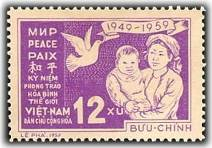 1949-1959
МИР
PEACE
PAIX
和平
KỶ NIỆM
PHONG TRÀO
HÒA BÌNH
THẾ GIỚI
VIỆT-NAM
DÂN CHỦ CỘNG HÒA
12 XU
BƯU-CHÍNH
LÊ PHẢ. 1959